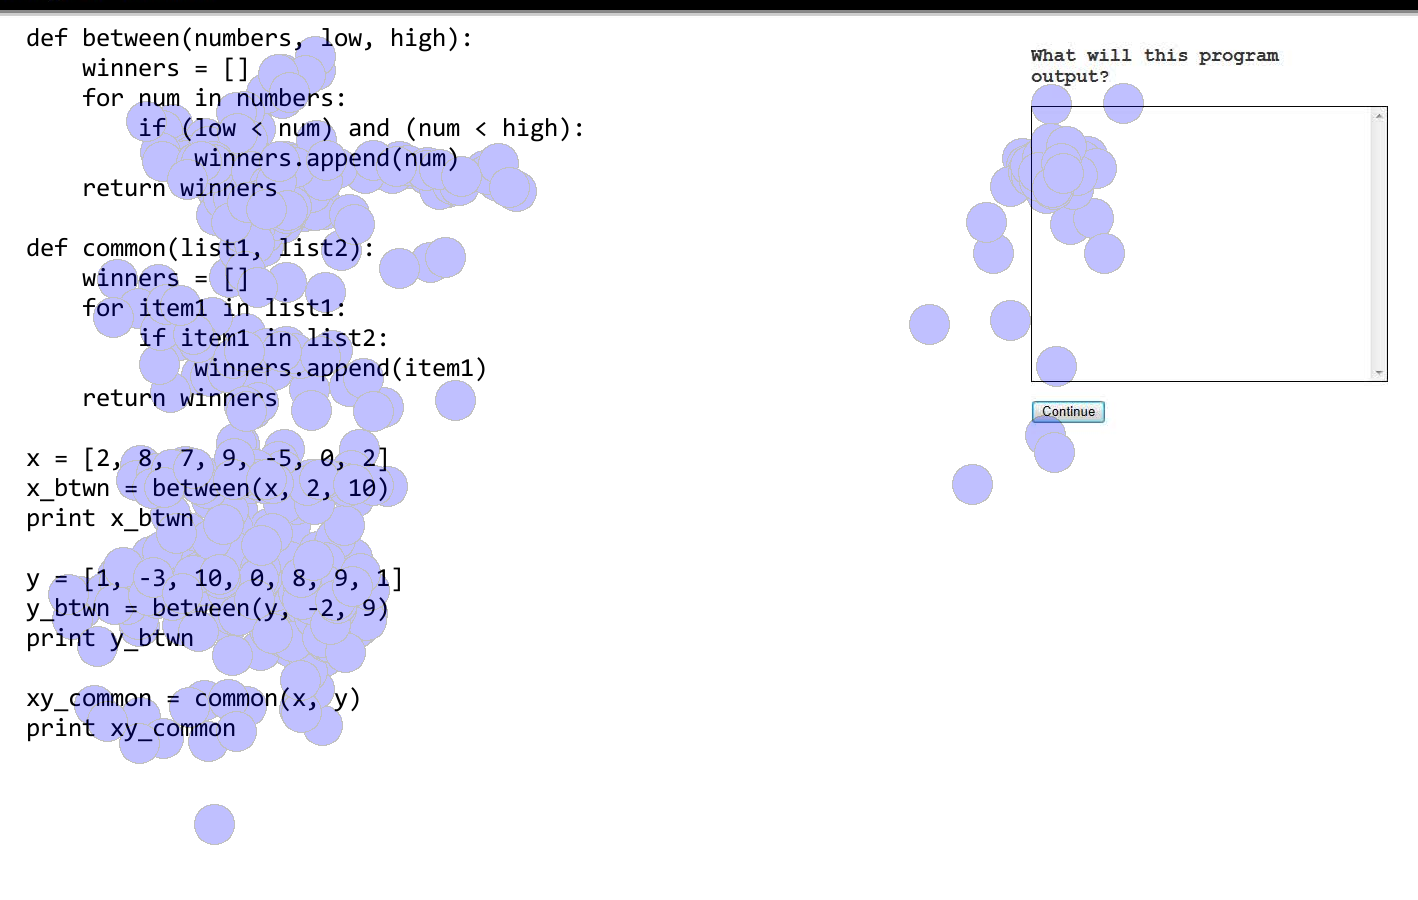 def between(numbers, low, high):
    winners = []
    for num in numbers:
        if (low < num) and (num < high):
            winners.append(num)
    return winners
def common(list1, list2):
    winners = []
    for item1 in list1:
        if item1 in list2:
            winners.append(item1)
    return winners
x = [2, 8, 7, 9, -5, 0, 2]
x_btwn = between(x, 2, 10)
print x_btwn
y = [1, -3, 10, 0, 8, 9, 1]
y_btwn = between(y, -2, 9)
print y_btwn
xy_common = common(x, y)
print xy_common
What will this program
output?
Continue